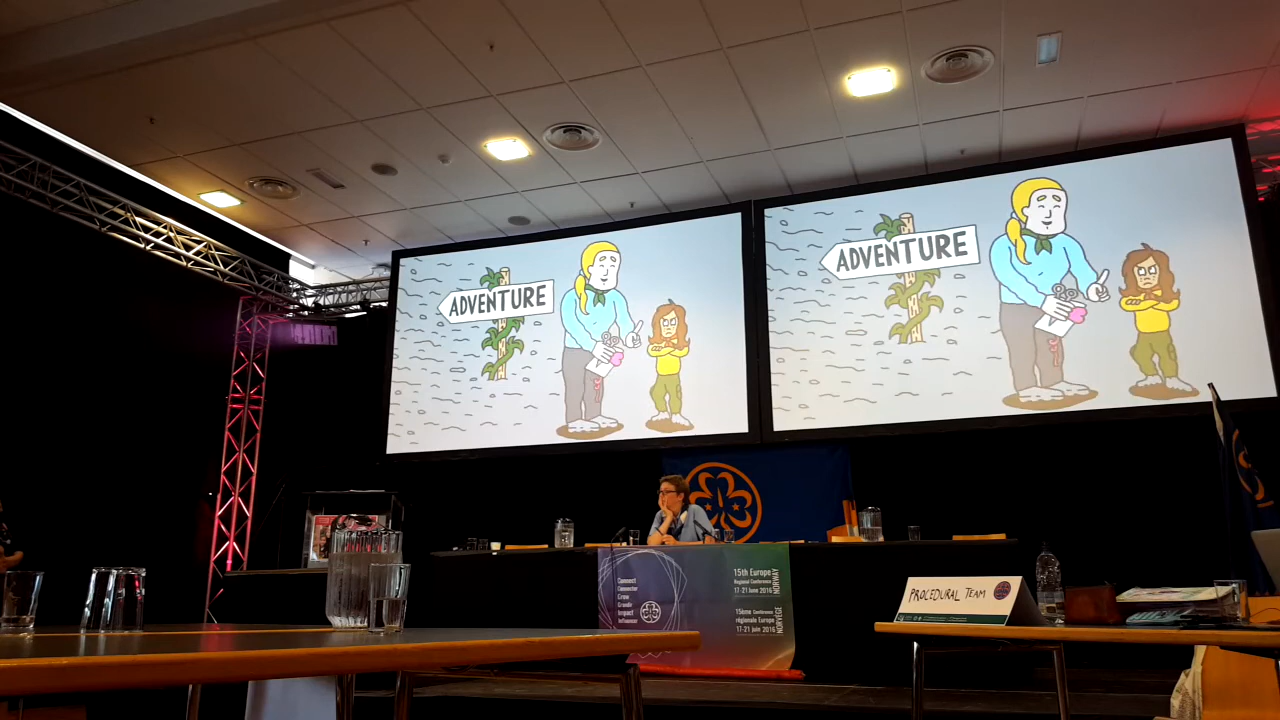 ADVENTURE
ADVENTURE
Connect
Connecter
Grow
Grandir
Impact
Influencer
15th Europe
Regional Conference
17-21 June 2016
NORWAY
15ème Conférence
régionale Europe
17-21 juin 2016
NORVÈGE
PROCEDURAL TEAM